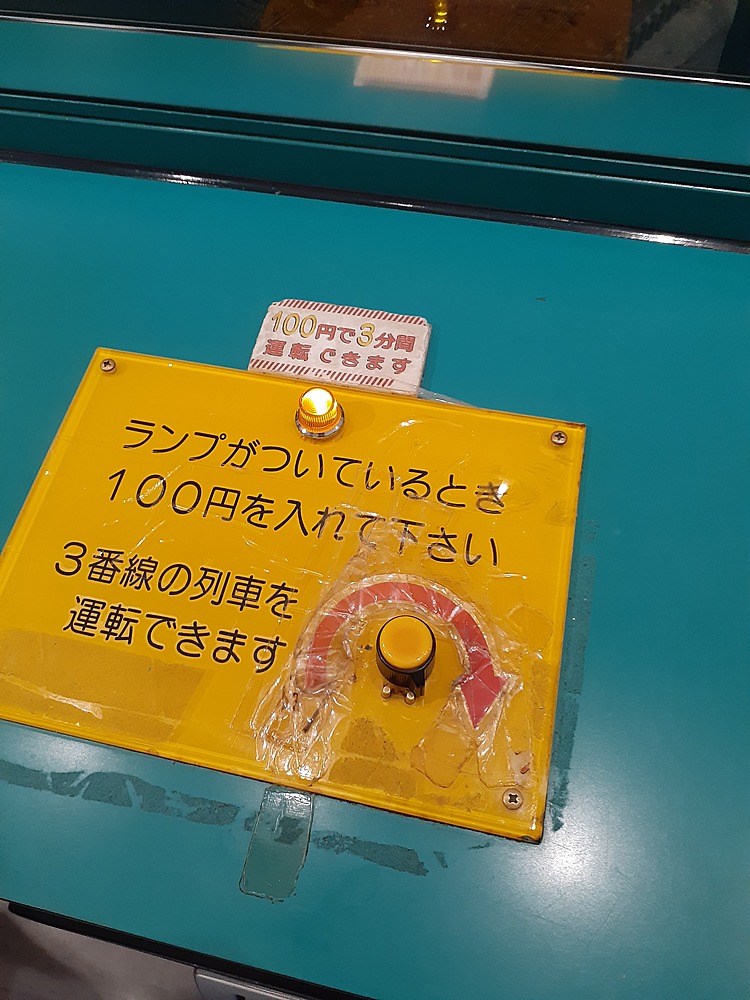 100円で3分間
運転できます
ランプがついているとき
１００円を入れて下さい
３番線の列車を
運転できます